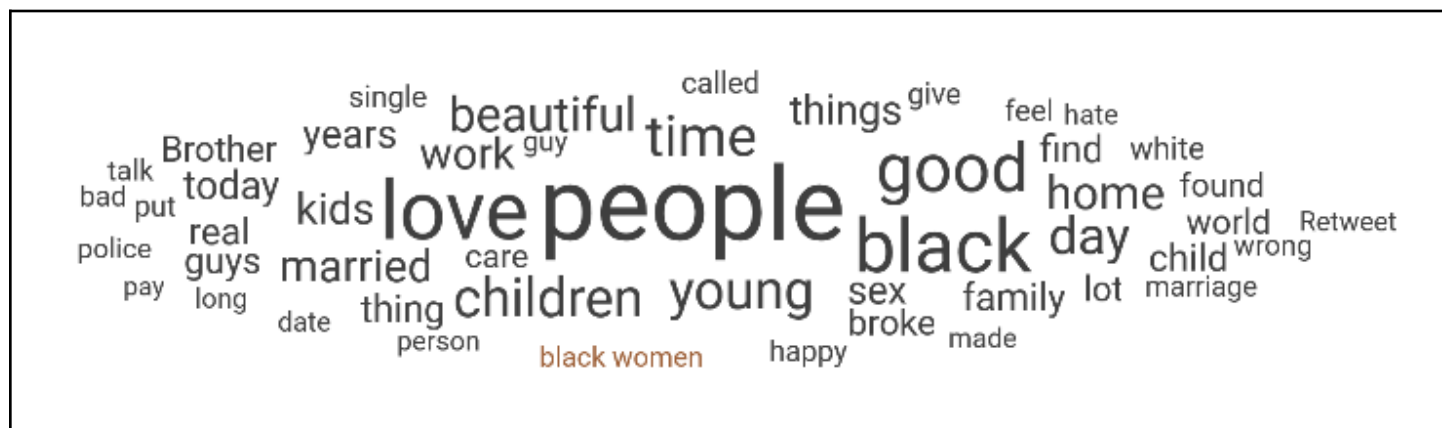 called
single
beautiful
things
give
feel
hate
years
time
Brother
work
guy
good
find
white
talk
today
bad
put
kids
love
people
home
found
real
black
day
world
Retweet
police
guys
married
care
child
wrong
pay
long
thing
children
young
sex
family
lot
marriage
date
person
broke
made
black women
happy